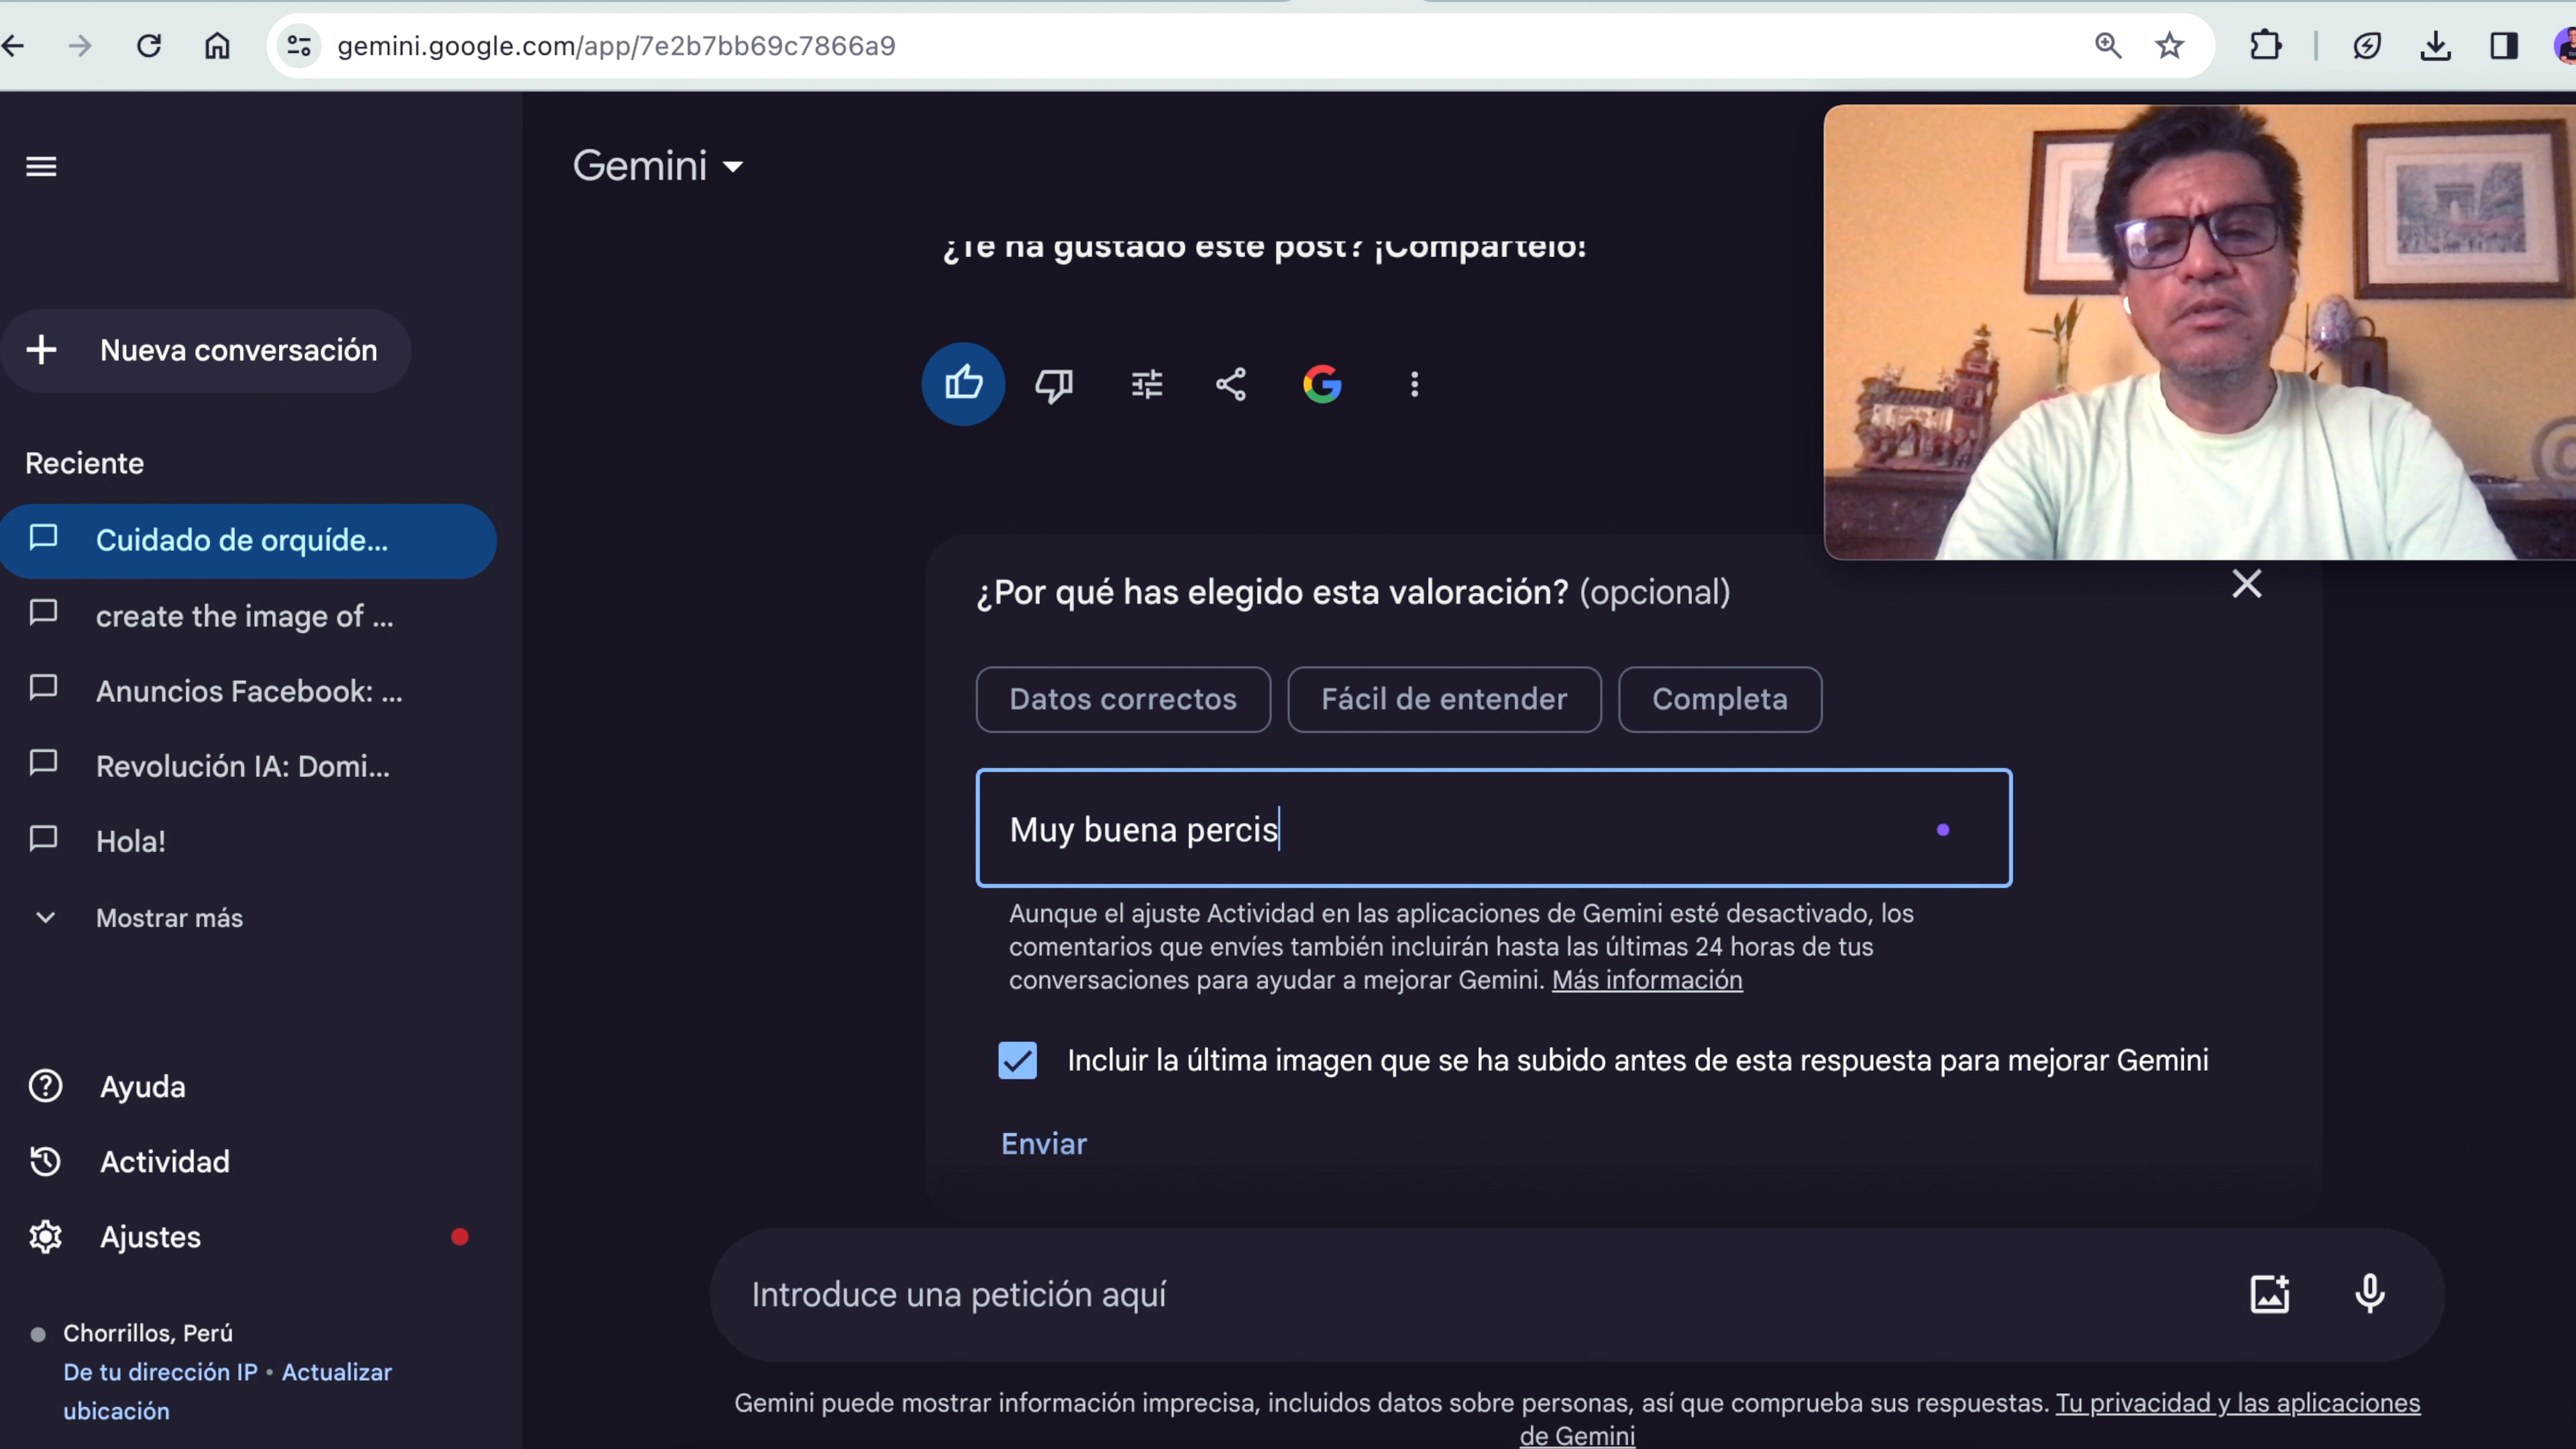 gemini.google.com/app/7e2b7bb69c7866a9
Gemini
¿Te ha gustado este post? ¡Compártelo!
Nueva conversación
Reciente
Cuidado de orquíde...
create the image of ...
Anuncios Facebook: ...
Revolución IA: Domi...
Hola!
Mostrar más
Ayuda
Actividad
Ajustes
Chorrillos, Perú
De tu dirección IP • Actualizar
ubicación
¿Por qué has elegido esta valoración? (opcional)
Datos correctos
Fácil de entender
Completa
Muy buena percis
Aunque el ajuste Actividad en las aplicaciones de Gemini esté desactivado, los
comentarios que envíes también incluirán hasta las últimas 24 horas de tus
conversaciones para ayudar a mejorar Gemini. Más información
Incluir la última imagen que se ha subido antes de esta respuesta para mejorar Gemini
Enviar
Introduce una petición aquí
Gemini puede mostrar información imprecisa, incluidos datos sobre personas, así que comprueba sus respuestas. Tu privacidad y las aplicaciones
de Gemini